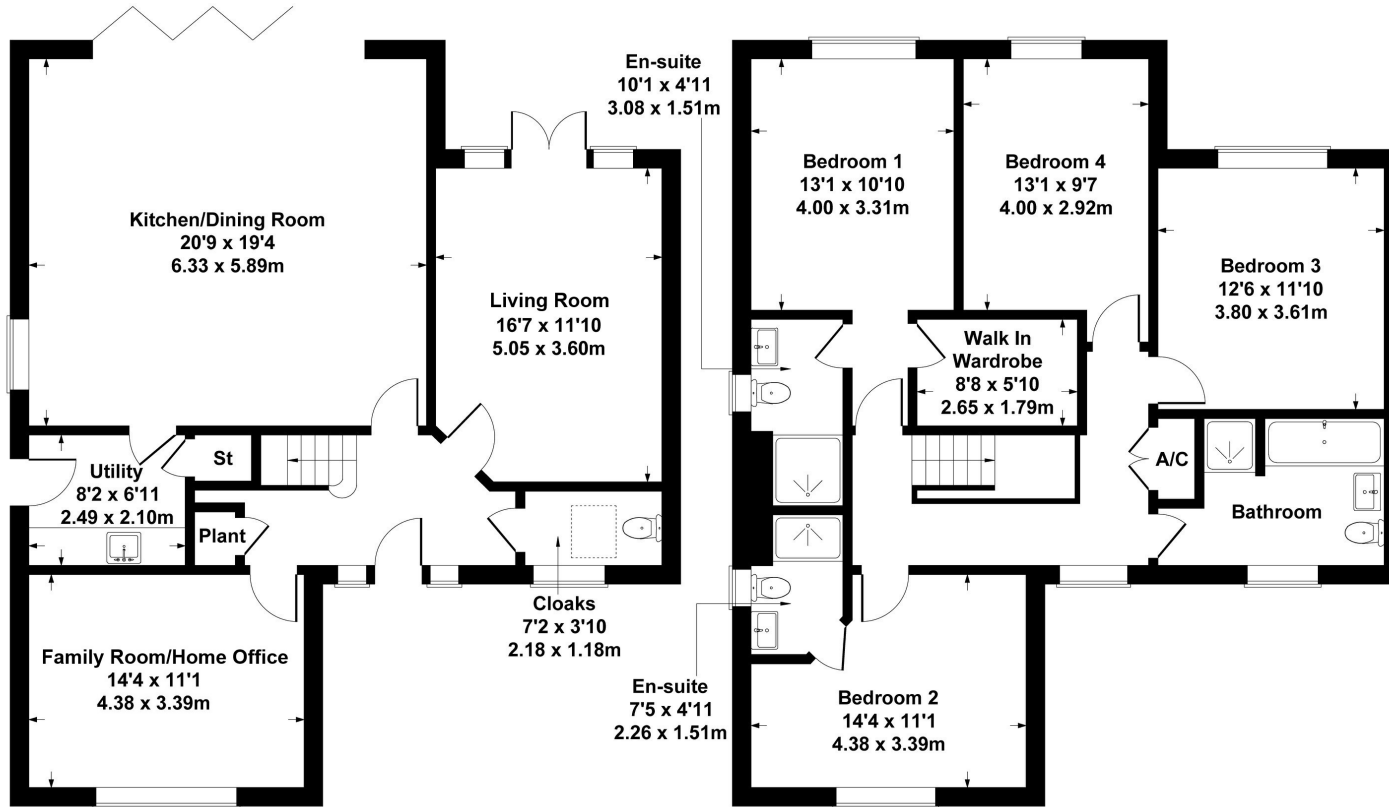 Kitchen/Dining Room
20'9 x 19'4
6.33 x 5.89m
Living Room
16'7 x 11'10
5.05 x 3.60m
Utility
8'2 x 6'11
2.49 x 2.10m
St
Plant
Cloaks
7'2 x 3'10
2.18 x 1.18m
Family Room/Home Office
14'4 x 11'1
4.38 x 3.39m
En-suite
10'1 x 4'11
3.08 x 1.51m
Bedroom 1
13'1 x 10'10
4.00 x 3.31m
Bedroom 4
13'1 x 9'7
4.00 x 2.92m
Bedroom 3
12'6 x 11'10
3.80 x 3.61m
Walk In
Wardrobe
8'8 x 5'10
2.65 x 1.79m
A/C
Bathroom
En-suite
7'5 x 4'11
2.26 x 1.51m
Bedroom 2
14'4 x 11'1
4.38 x 3.39m